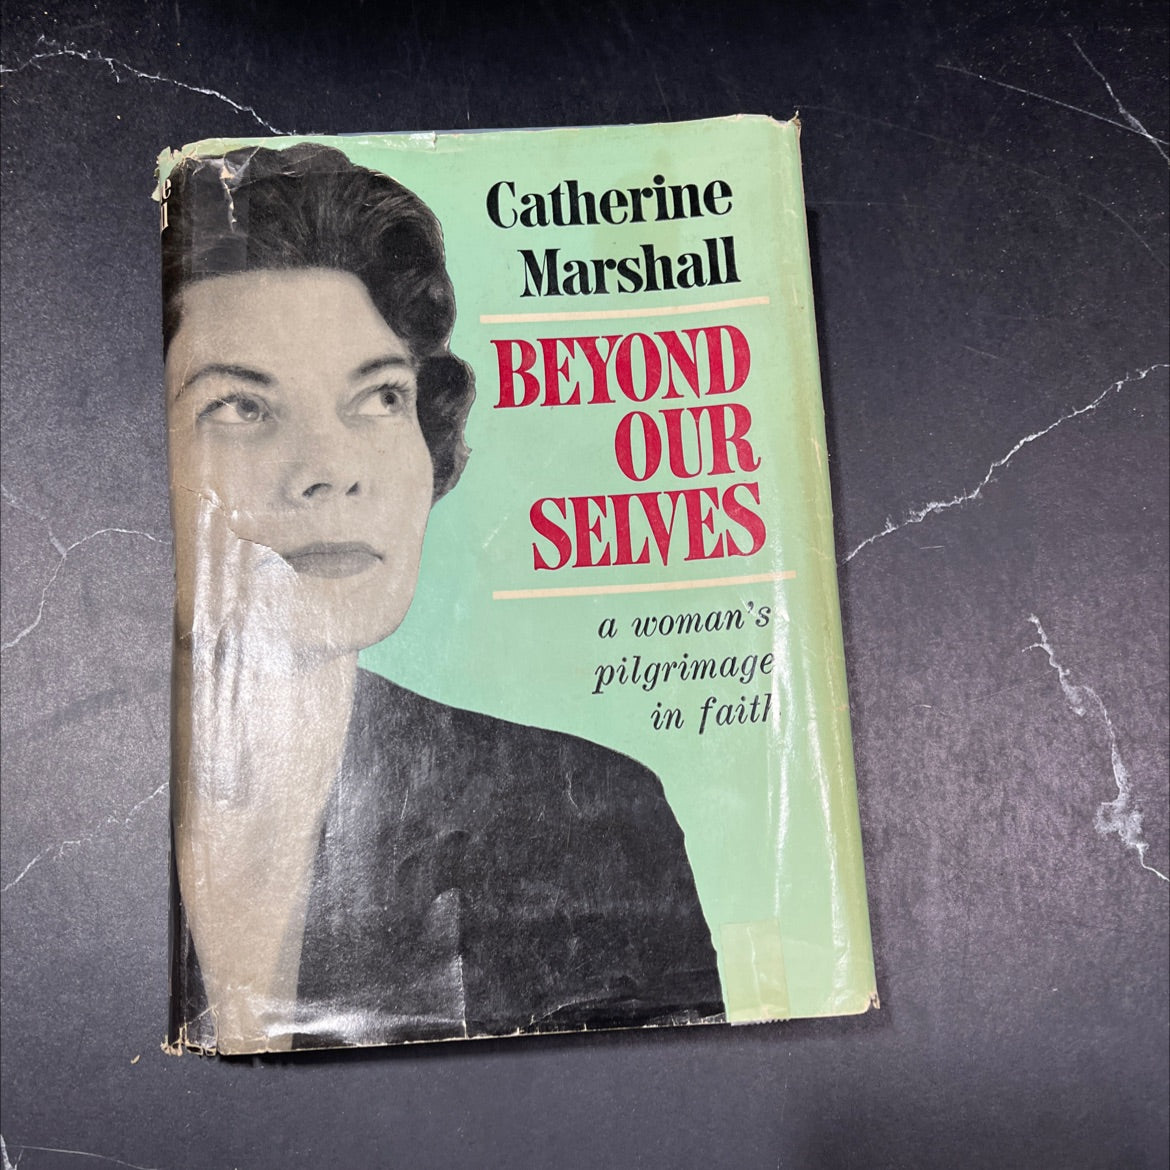 Catherine
Marshall
BEYOND
OUR
SELVES
a woman's
pilgrimage
in faith